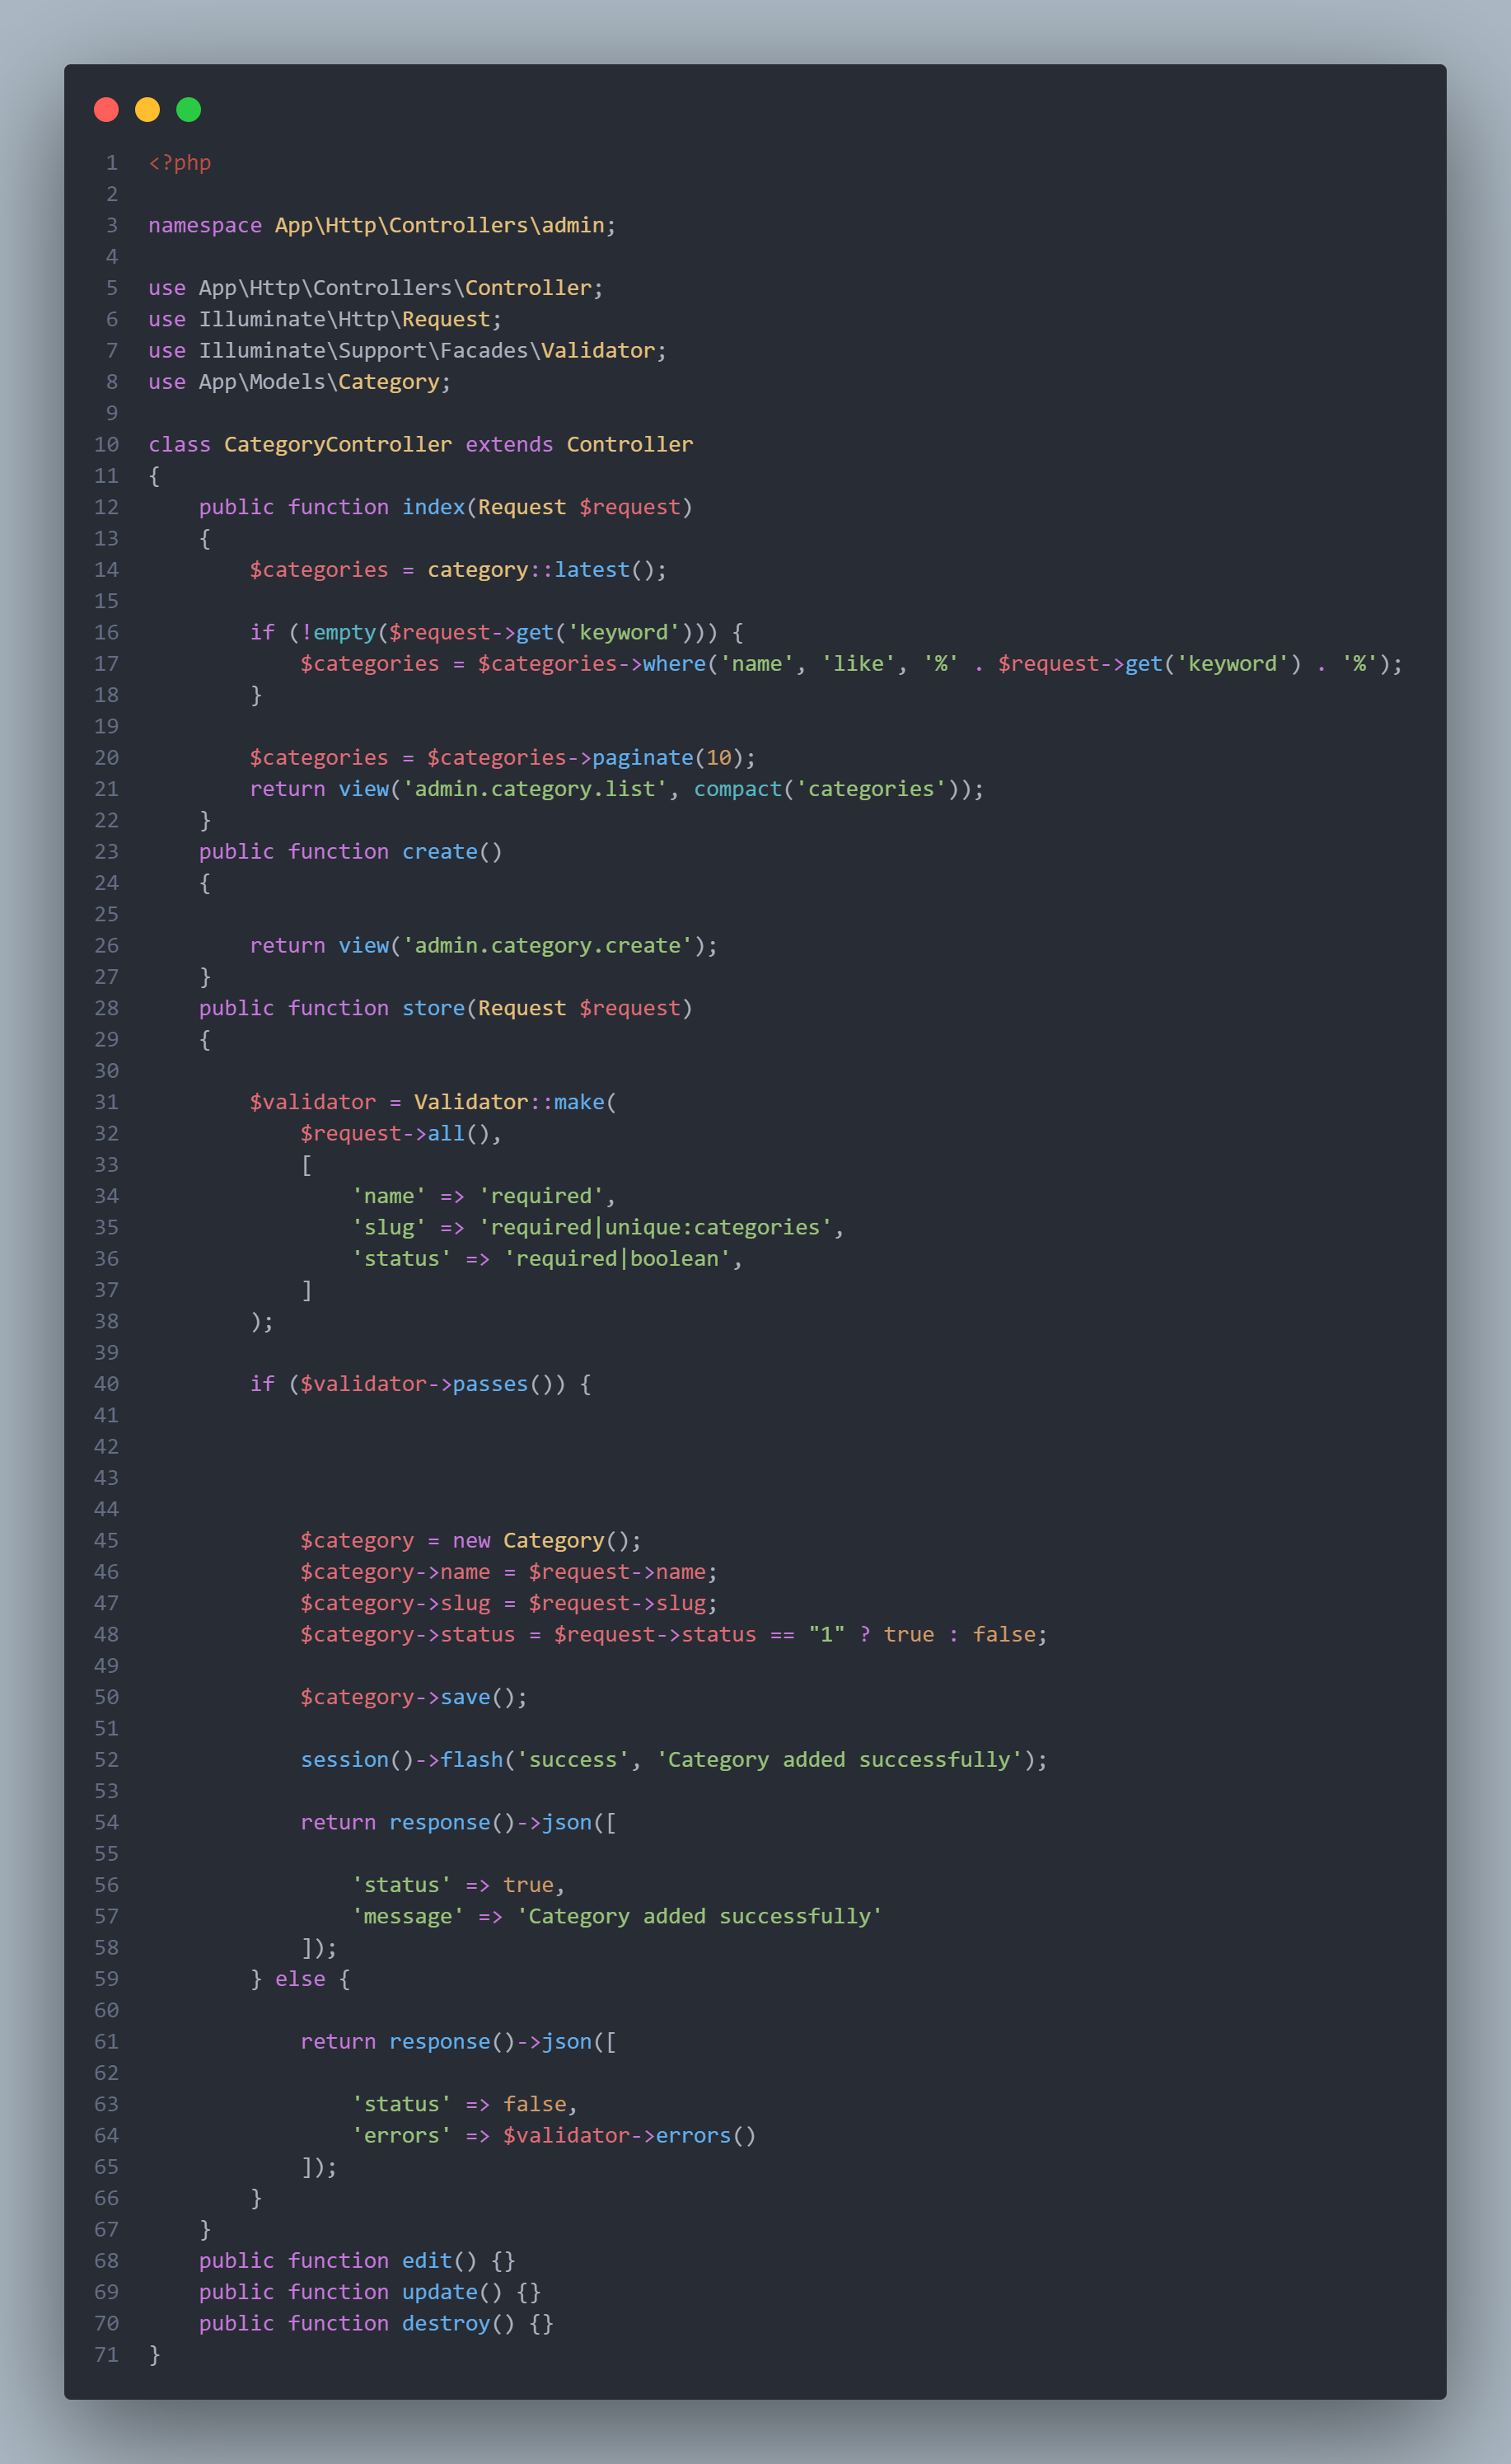 1 <?php
2
3 namespace App\Http\Controllers\admin;
4
5 use App\Http\Controllers\Controller;
6 use Illuminate\Http\Request;
7 use Illuminate\Support\Facades\Validator;
8 use App\Models\Category;
9
10 class CategoryController extends Controller
11 {
12     public function index(Request $request)
13     {
14         $categories = category::latest();
15
16         if (!empty($request->get('keyword'))) {
17             $categories = $categories->where('name', 'like', '%' . $request->get('keyword') . '%');
18         }
19
20         $categories = $categories->paginate(10);
21         return view('admin.category.list', compact('categories'));
22     }
23     public function create()
24     {
25
26         return view('admin.category.create');
27     }
28     public function store(Request $request)
29     {
30
31         $validator = Validator::make(
32             $request->all(),
33             [
34                 'name' => 'required',
35                 'slug' => 'required|unique:categories',
36                 'status' => 'required|boolean',
37             ]
38         );
39
40         if ($validator->passes()) {
41
42
43
44
45             $category = new Category();
46             $category->name = $request->name;
47             $category->slug = $request->slug;
48             $category->status = $request->status == "1" ? true : false;
49
50             $category->save();
51
52             session()->flash('success', 'Category added successfully');
53
54             return response()->json([
55
56                 'status' => true,
57                 'message' => 'Category added successfully'
58             ]);
59         } else {
60
61             return response()->json([
62
63                 'status' => false,
64                 'errors' => $validator->errors()
65             ]);
66         }
67     }
68     public function edit() {}
69     public function update() {}
70     public function destroy() {}
71 }